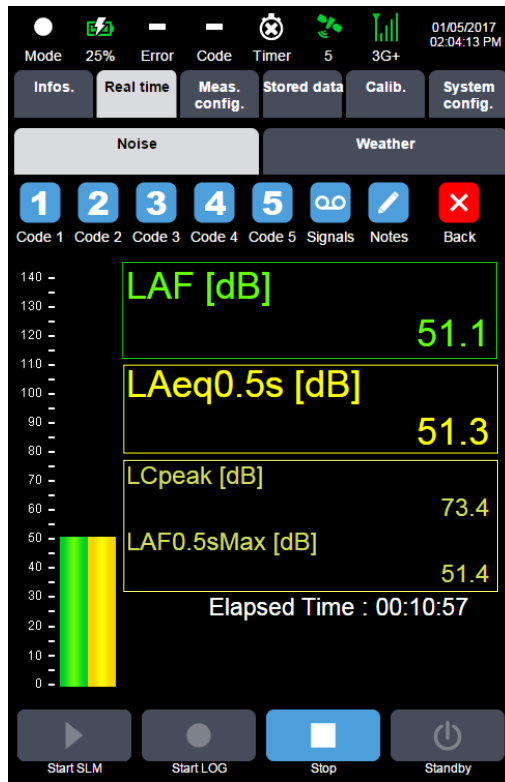 01/05/2017
02:04:13 PM
Mode 25% Error Code Timer 5 3G+
Infos. Real time Meas. config. Stored data Calib. System config.
Noise Weather
1 2 3 4 5
Code 1 Code 2 Code 3 Code 4 Code 5 Signals Notes Back
LAF [dB]
51.1
LAeq0.5s [dB]
51.3
LCpeak [dB]
73.4
LAF0.5sMax [dB]
51.4
Elapsed Time : 00:10:57
140
130
120
110
100
90
80
70
60
50
40
30
20
10
0
Start SLM Start LOG Stop Standby